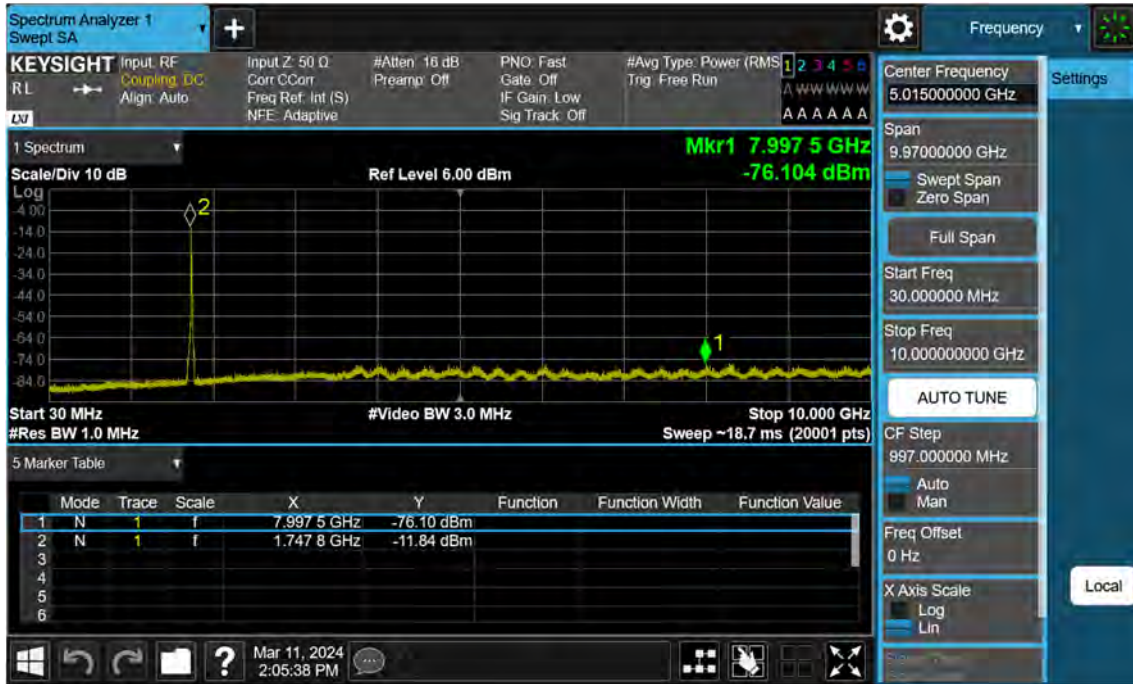 Spectrum Analyzer 1
Swept SA
+
Frequency
KEYSIGHT
RL
LXI
Input: RF
Coupling: DC
Align: Auto
Input Z: 50 Ω
Corr CCorr
Freq Ref: Int (S)
NFE: Adaptive
#Atten: 16 dB
Preamp: Off
PNO: Fast
Gate: Off
IF Gain: Low
Sig Track: Off
#Avg Type: Power (RMS
Trig: Free Run
1 2 3 4 5 6
A W W W W W
A A A A A A
1 Spectrum
Scale/Div 10 dB
Ref Level 6.00 dBm
Mkr1 7.997 5 GHz
-76.104 dBm
Log
-4.00
-14.0
-24.0
-34.0
-44.0
-54.0
-64.0
-74.0
-84.0
2
1
Start 30 MHz
#Video BW 3.0 MHz
Stop 10.000 GHz
#Res BW 1.0 MHz
Sweep ~18.7 ms (20001 pts)
5 Marker Table
Mode Trace Scale X Y Function Function Width Function Value
1 N 1 f 7.997 5 GHz -76.10 dBm
2 N 1 f 1.747 8 GHz -11.84 dBm
3
4
5
6
?
Mar 11, 2024
2:05:38 PM
Center Frequency
5.015000000 GHz
Settings
Span
9.97000000 GHz
Swept Span
Zero Span
Full Span
Start Freq
30.000000 MHz
Stop Freq
10.000000000 GHz
AUTO TUNE
CF Step
997.000000 MHz
Auto
Man
Freq Offset
0 Hz
X Axis Scale
Log
Lin
Local